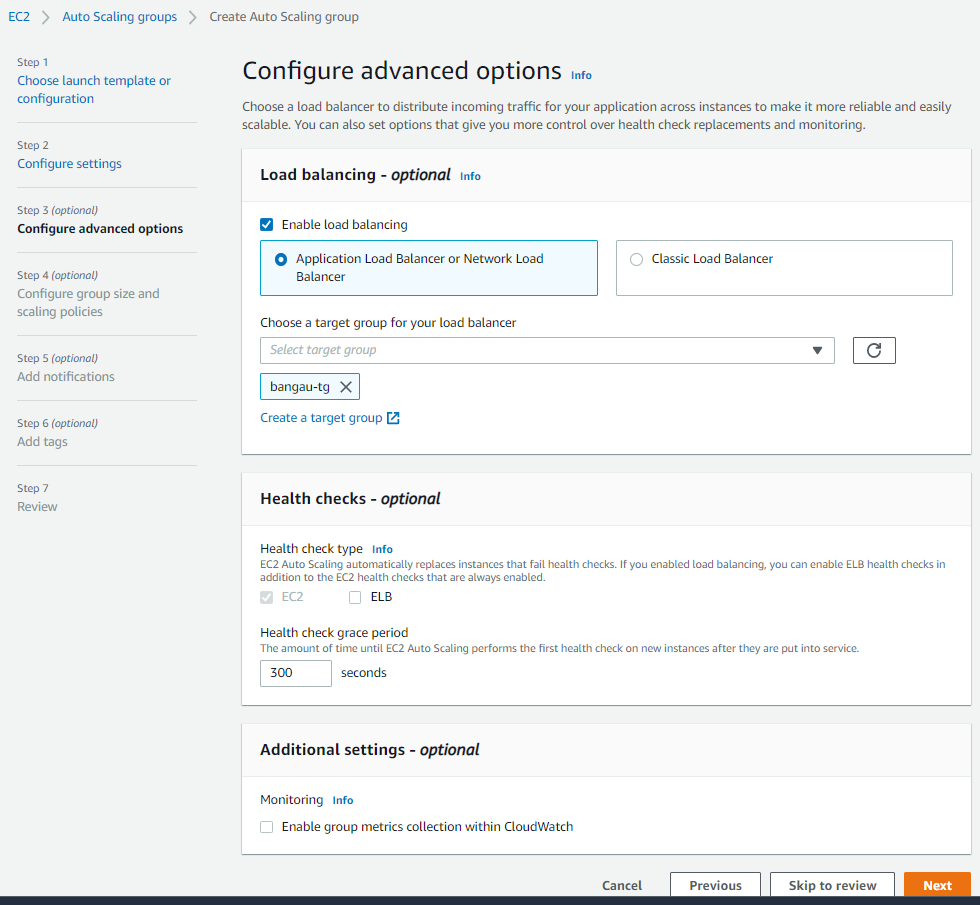 EC2 > Auto Scaling groups > Create Auto Scaling group
Step 1
Choose launch template or
configuration
Step 2
Configure settings
Step 3 (optional)
Configure advanced options
Step 4 (optional)
Configure group size and
scaling policies
Step 5 (optional)
Add notifications
Step 6 (optional)
Add tags
Step 7
Review
Configure advanced options Info
Choose a load balancer to distribute incoming traffic for your application across instances to make it more reliable and easily
scalable. You can also set options that give you more control over health check replacements and monitoring.
Load balancing - optional Info
Enable load balancing
Application Load Balancer or Network Load
Balancer
Classic Load Balancer
Choose a target group for your load balancer
Select target group
bangau-tg
Create a target group
Health checks - optional
Health check type Info
EC2 Auto Scaling automatically replaces instances that fail health checks. If you enabled load balancing, you can enable ELB health checks in
addition to the EC2 health checks that are always enabled.
EC2 ELB
Health check grace period
The amount of time until EC2 Auto Scaling performs the first health check on new instances after they are put into service.
300 seconds
Additional settings - optional
Monitoring Info
Enable group metrics collection within CloudWatch
Cancel Previous Skip to review Next